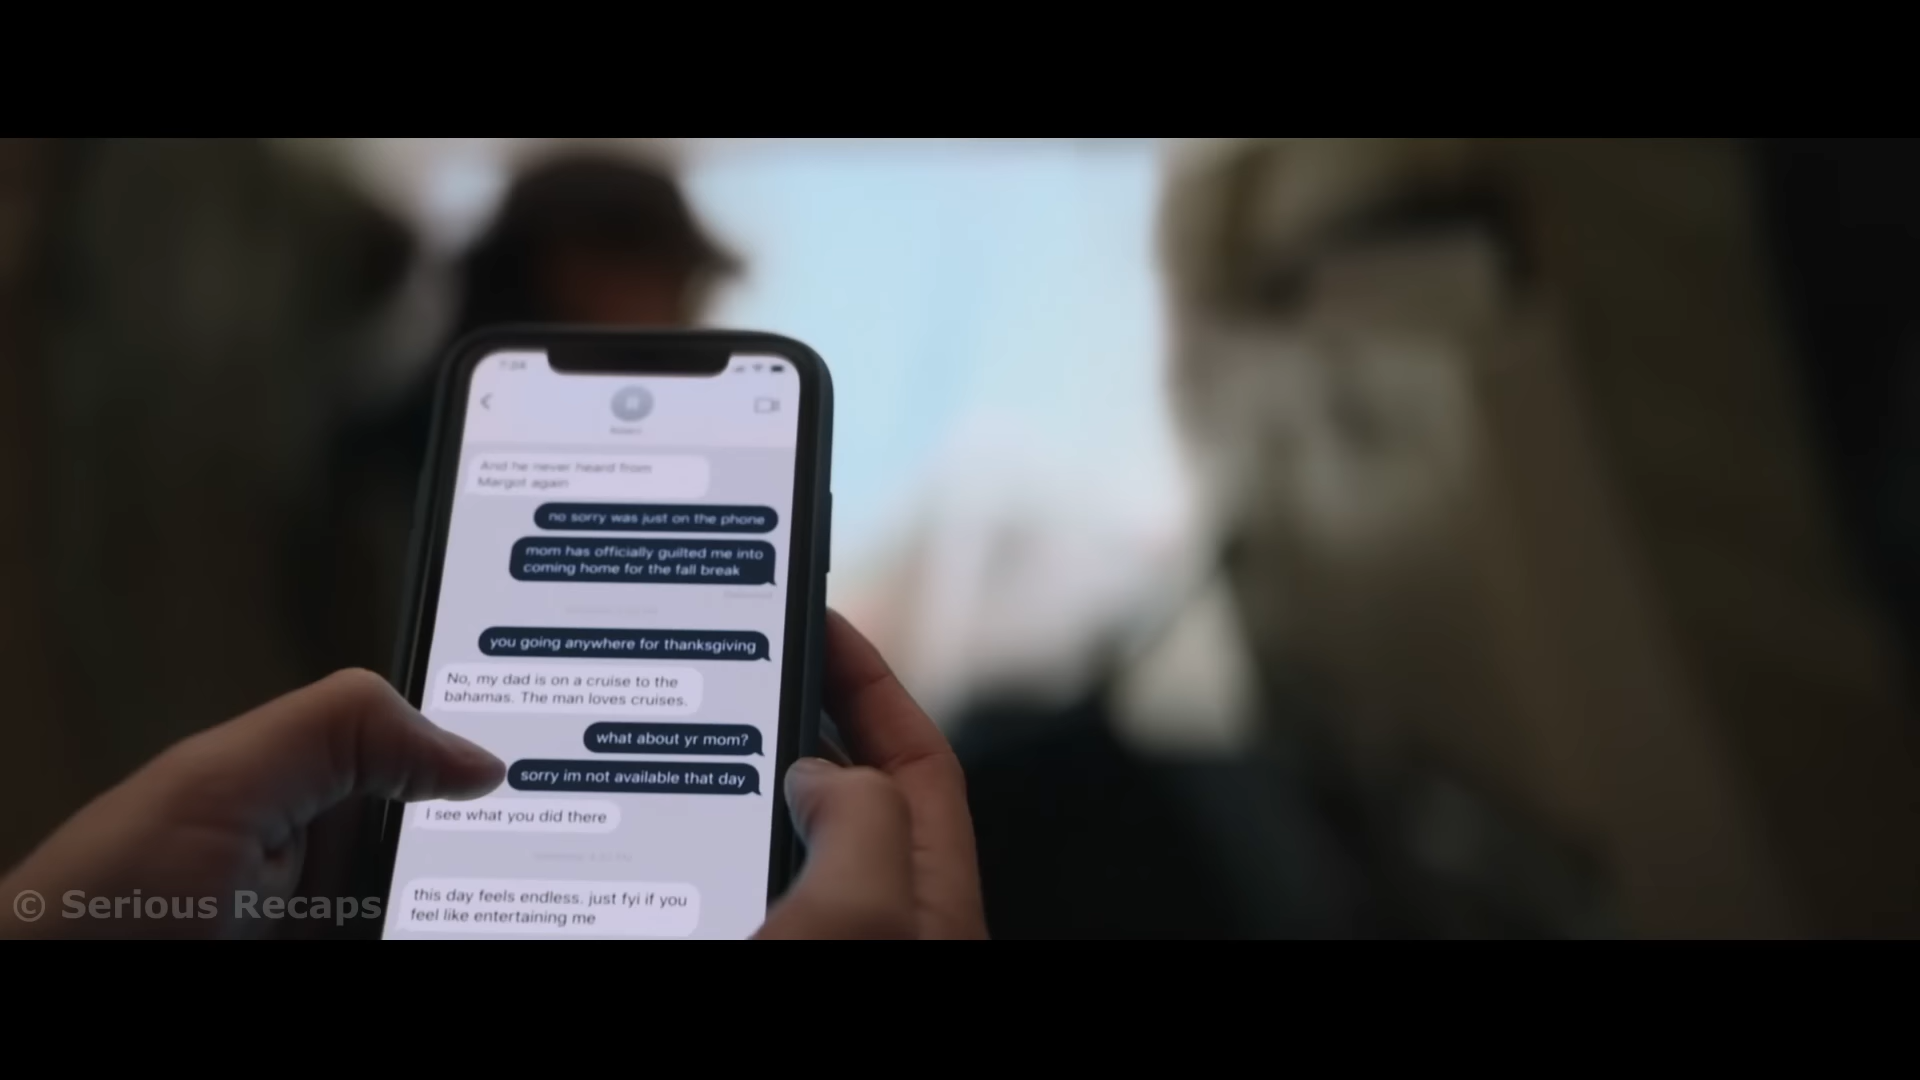 And he never heard from
Margot again
no sorry was just on the phone
mom has officially guilted me into
coming home for the fall break
you going anywhere for thanksgiving
No, my dad is on a cruise to the
bahamas. The man loves cruises.
what about yr mom?
sorry im not available that day
I see what you did there
this day feels endless. just fyi if you
feel like entertaining me
© Serious Recaps